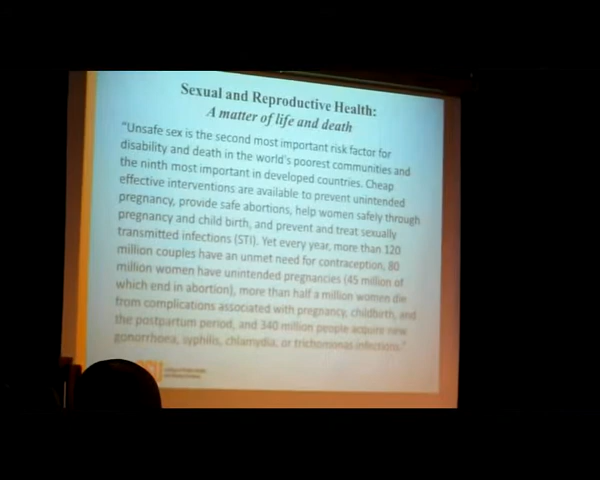 Sexual and Reproductive Health:
A matter of life and death
"Unsafe sex is the second most important risk factor for
disability and death in the world's poorest communities and
the ninth most important in developed countries. Cheap
effective interventions are available to prevent unintended
pregnancy, provide safe abortions, help women safely through
pregnancy and child birth, and prevent and treat sexually
transmitted infections (STI). Yet every year, more than 120
million couples have an unmet need for contraception, 80
million women have unintended pregnancies (45 million of
which end in abortion), more than half a million women die
from complications associated with pregnancy, childbirth, and
the postpartum period, and 340 million people acquire new
gonorrhoea, syphilis, chlamydia, or trichomonas infections."